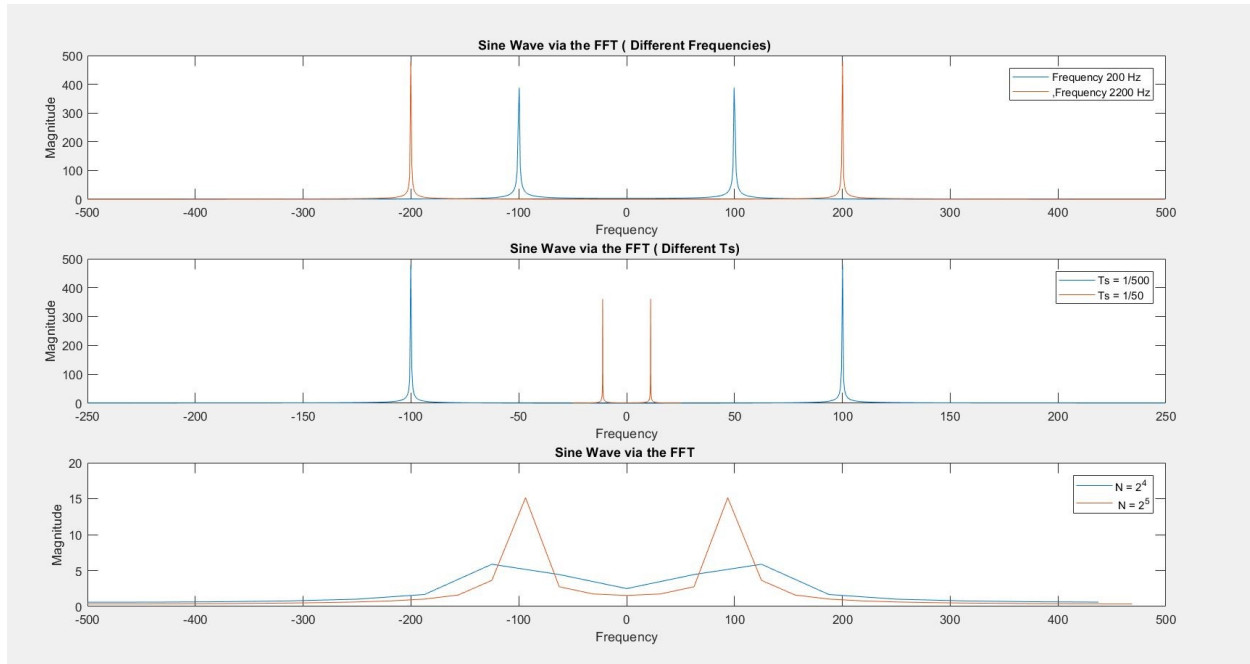 Sine Wave via the FFT ( Different Frequencies)
500
400
300
200
100
0
Magnitude
Frequency 200 Hz
,Frequency 2200 Hz
-500 -400 -300 -200 -100 0 100 200 300 400 500
Frequency
Sine Wave via the FFT ( Different Ts)
500
400
300
200
100
0
Magnitude
Ts = 1/500
Ts = 1/50
-250 -200 -150 -100 -50 0 50 100 150 200 250
Frequency
Sine Wave via the FFT
20
15
10
5
0
Magnitude
N = 2^4
N = 2^5
-500 -400 -300 -200 -100 0 100 200 300 400 500
Frequency